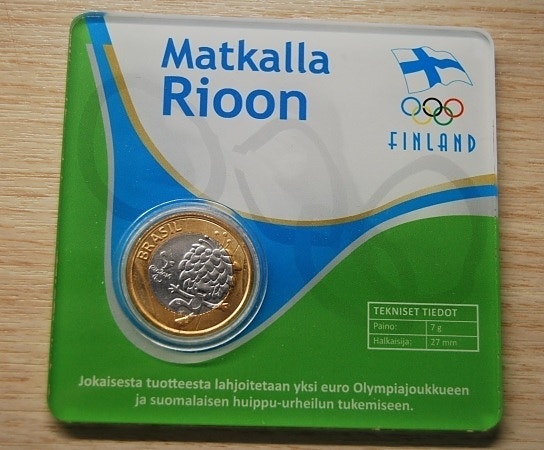 Matkalla
Rioon
FINLAND
BRASIL
TEKNISET TIEDOT
Paino: 7 g
Halkaisija: 27 mm
Jokaisesta tuotteesta lahjoitetaan yksi euro Olympiajoukkueen
ja suomalaisen huippu-urheilun tukemiseen.